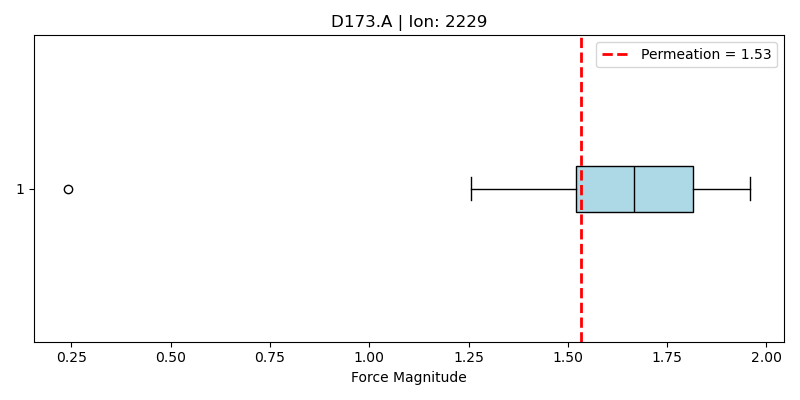 D173.A | Ion: 2229
Permeation = 1.53
1
0.25 0.50 0.75 1.00 1.25 1.50 1.75 2.00
Force Magnitude